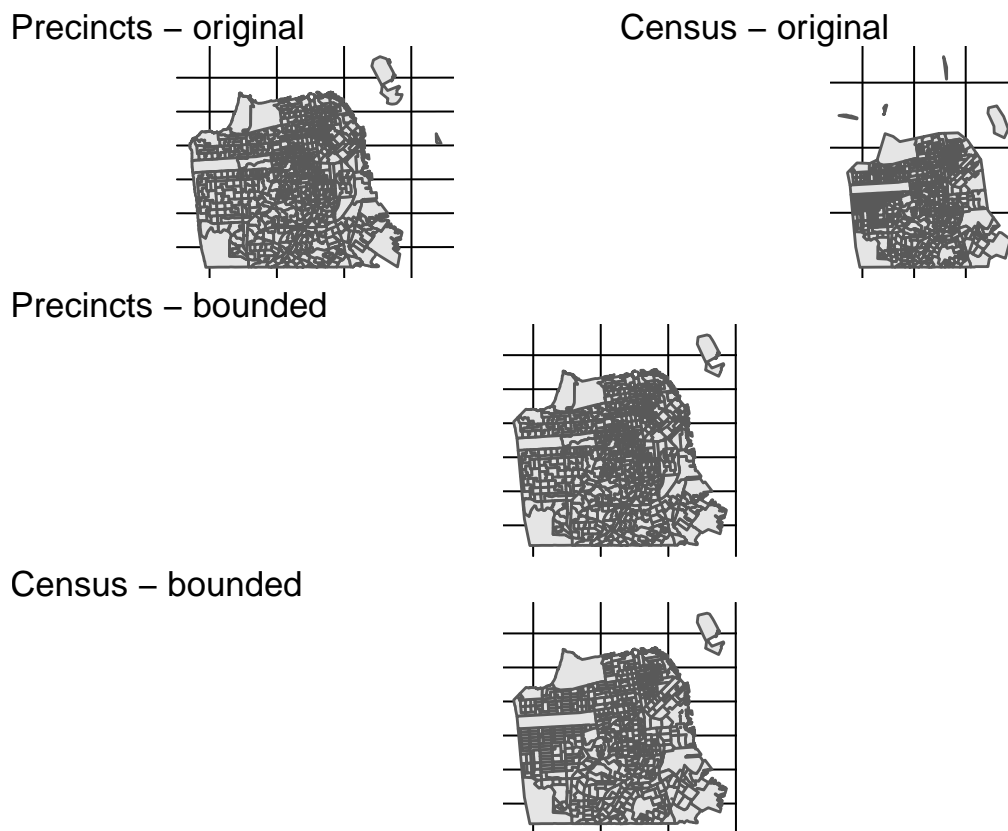 Precincts – original
Census – original
Precincts – bounded
Census – bounded